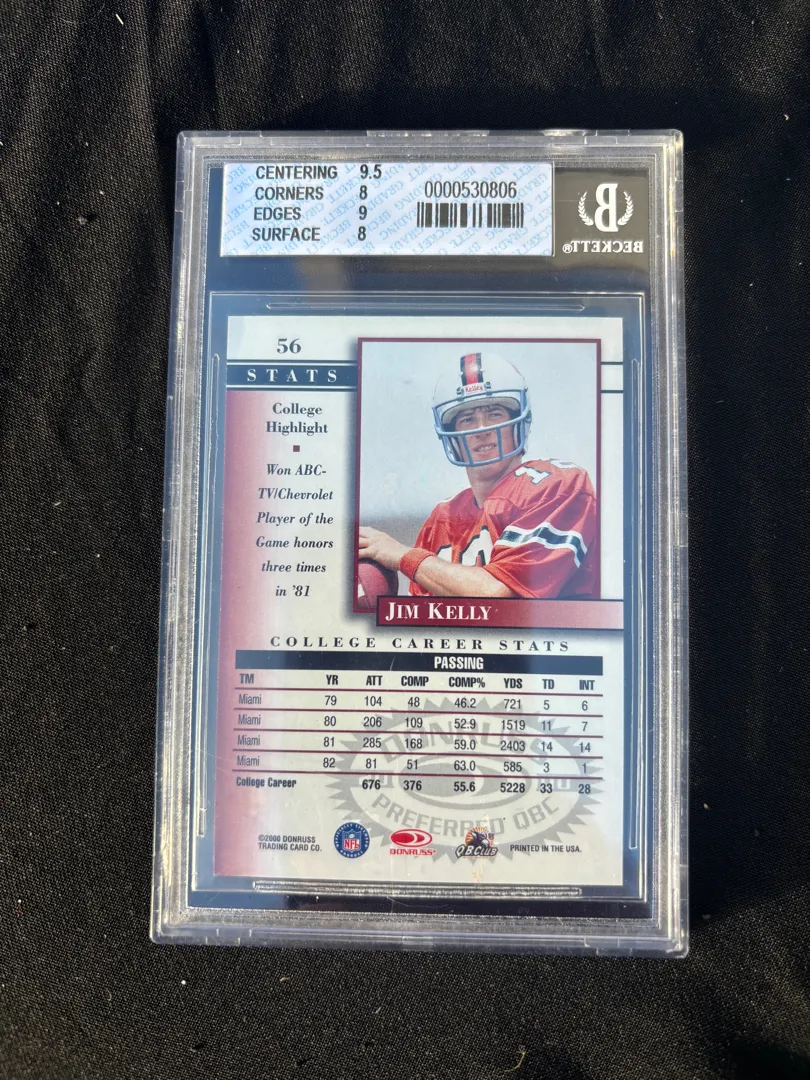 CENTERING 9.5
CORNERS 8
EDGES 9
SURFACE 8
0000530806
B
BECKETT®
56
STATS
College
Highlight
Won ABC-
TV/Chevrolet
Player of the
Game honors
three times
in '81
Kelly
JIM KELLY
COLLEGE CAREER STATS
PASSING
TM YR ATT COMP COMP% YDS TD INT
Miami 79 104 48 46.2 721 5 6
Miami 80 206 109 52.9 1519 11 7
Miami 81 285 168 59.0 2403 14 14
Miami 82 81 51 63.0 585 3 1
College Career 676 376 55.6 5228 33 28
DONRUSS
PREFERRED QBC
©2000 DONRUSS
TRADING CARD CO.
NFL
DONRUSS®
QB CLUB
PRINTED IN THE USA.